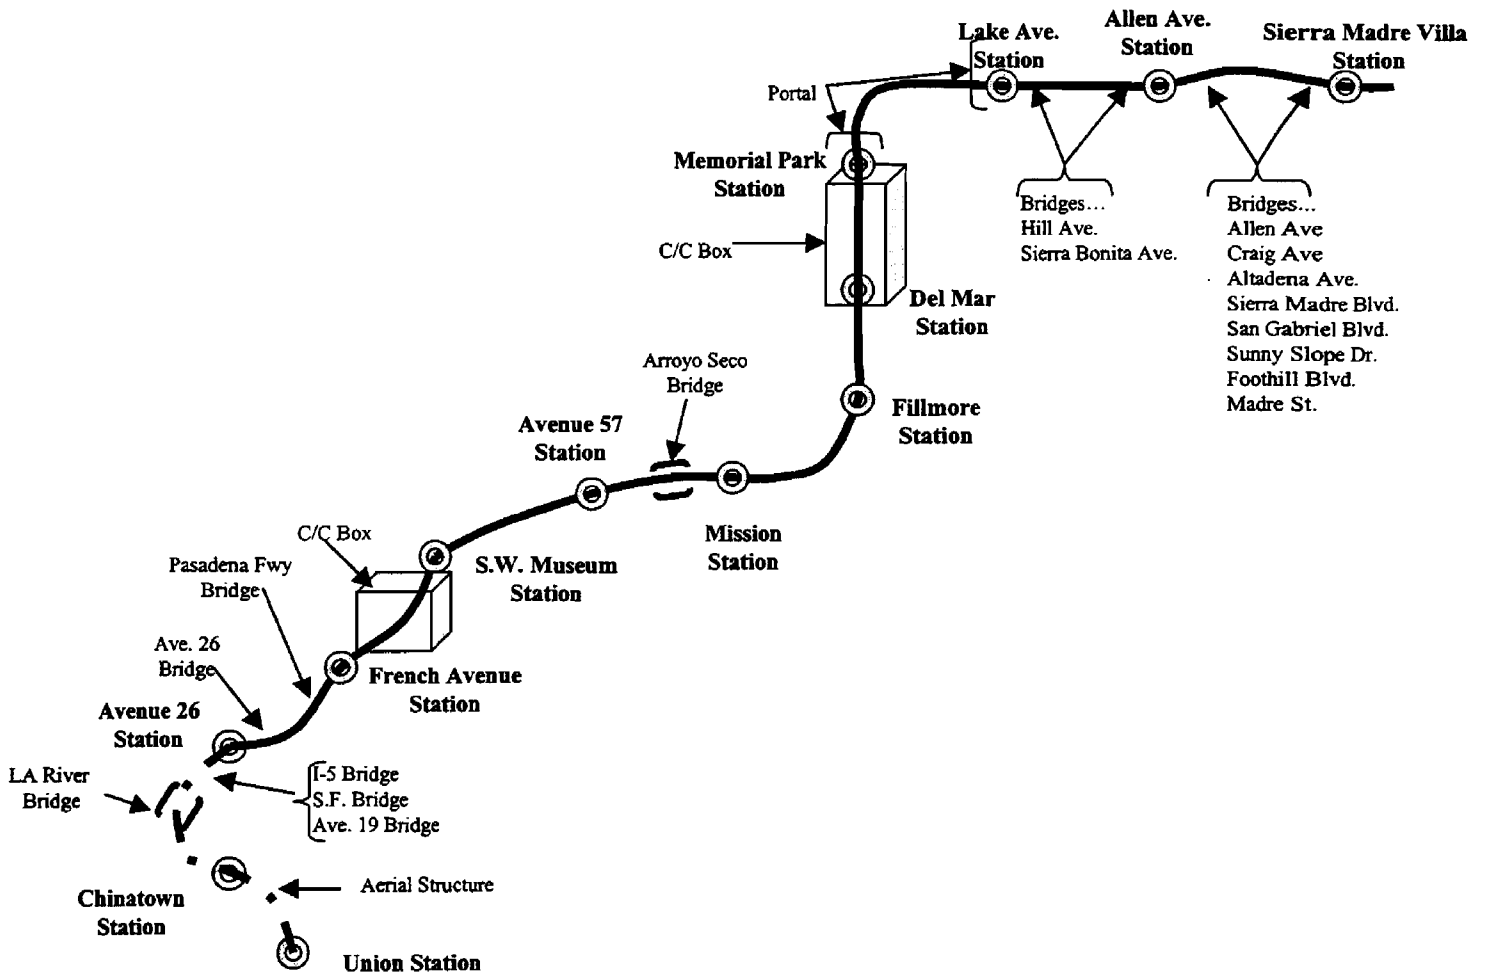 Lake Ave.
Station
Allen Ave.
Station
Sierra Madre Villa
Station
Portal
Memorial Park
Station
C/C Box
Del Mar
Station
Bridges...
Hill Ave.
Sierra Bonita Ave.
Bridges...
Allen Ave
Craig Ave
Altadena Ave.
Sierra Madre Blvd.
San Gabriel Blvd.
Sunny Slope Dr.
Foothill Blvd.
Madre St.
Arroyo Seco
Bridge
Fillmore
Station
Avenue 57
Station
Mission
Station
C/C Box
S.W. Museum
Station
Pasadena Fwy
Bridge
Ave. 26
Bridge
French Avenue
Station
Avenue 26
Station
LA River
Bridge
I-5 Bridge
S.F. Bridge
Ave. 19 Bridge
Chinatown
Station
Aerial Structure
Union Station